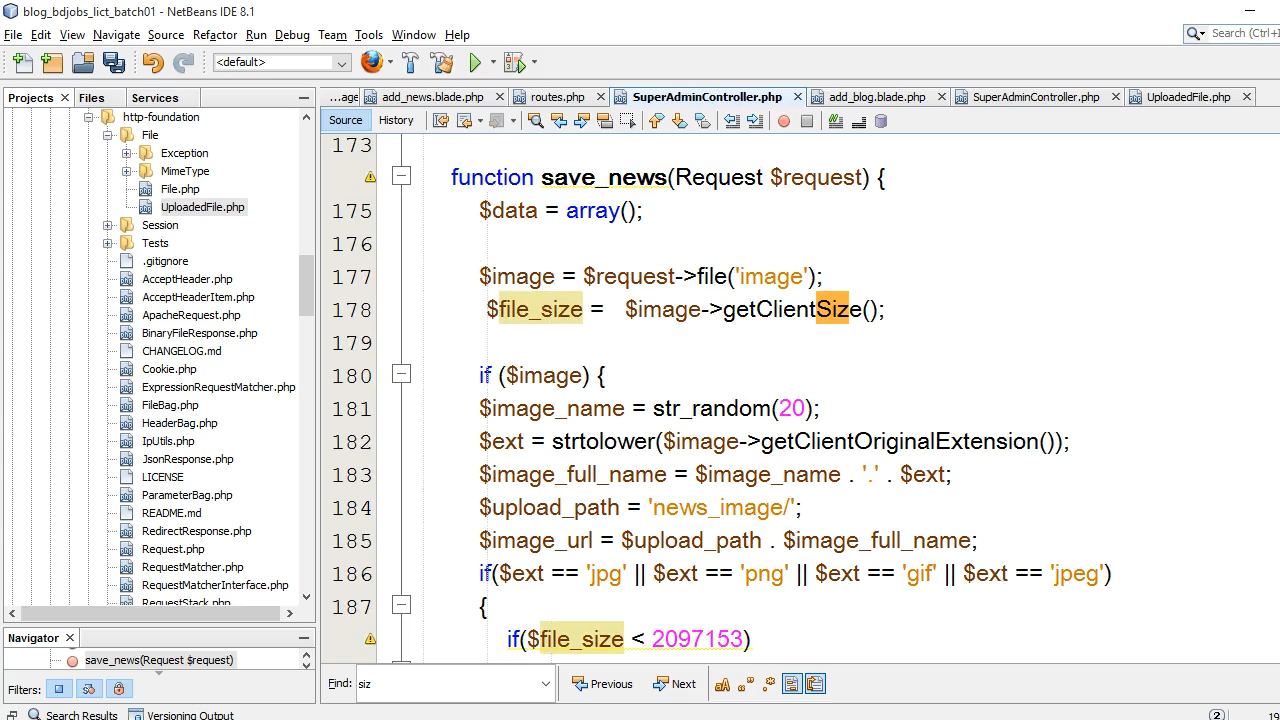 blog_bdjobs_lict_batch01 - NetBeans IDE 8.1
File Edit View Navigate Source Refactor Run Debug Team Tools Window Help
Search (Ctrl+I
<default>
Projects Files Services
...age add_news.blade.php routes.php SuperAdminController.php add_blog.blade.php SuperAdminController.php UploadedFile.php
Source History
http-foundation
File
Exception
MimeType
File.php
UploadedFile.php
Session
Tests
.gitignore
AcceptHeader.php
AcceptHeaderItem.php
ApacheRequest.php
BinaryFileResponse.php
CHANGELOG.md
Cookie.php
ExpressionRequestMatcher.php
FileBag.php
HeaderBag.php
IpUtils.php
JsonResponse.php
LICENSE
ParameterBag.php
README.md
RedirectResponse.php
Request.php
RequestMatcher.php
RequestMatcherInterface.php
RequestStack.php
173
function save_news(Request $request) {
175 $data = array();
176
177 $image = $request->file('image');
178 $file_size = $image->getClientSize();
179
180 if ($image) {
181 $image_name = str_random(20);
182 $ext = strtolower($image->getClientOriginalExtension());
183 $image_full_name = $image_name . '.' . $ext;
184 $upload_path = 'news_image/';
185 $image_url = $upload_path . $image_full_name;
186 if($ext == 'jpg' || $ext == 'png' || $ext == 'gif' || $ext == 'jpeg')
187 {
if($file_size < 2097153)
Navigator
save_news(Request $request)
Filters:
Find: siz Previous Next
Search Results Versioning Output
2 19